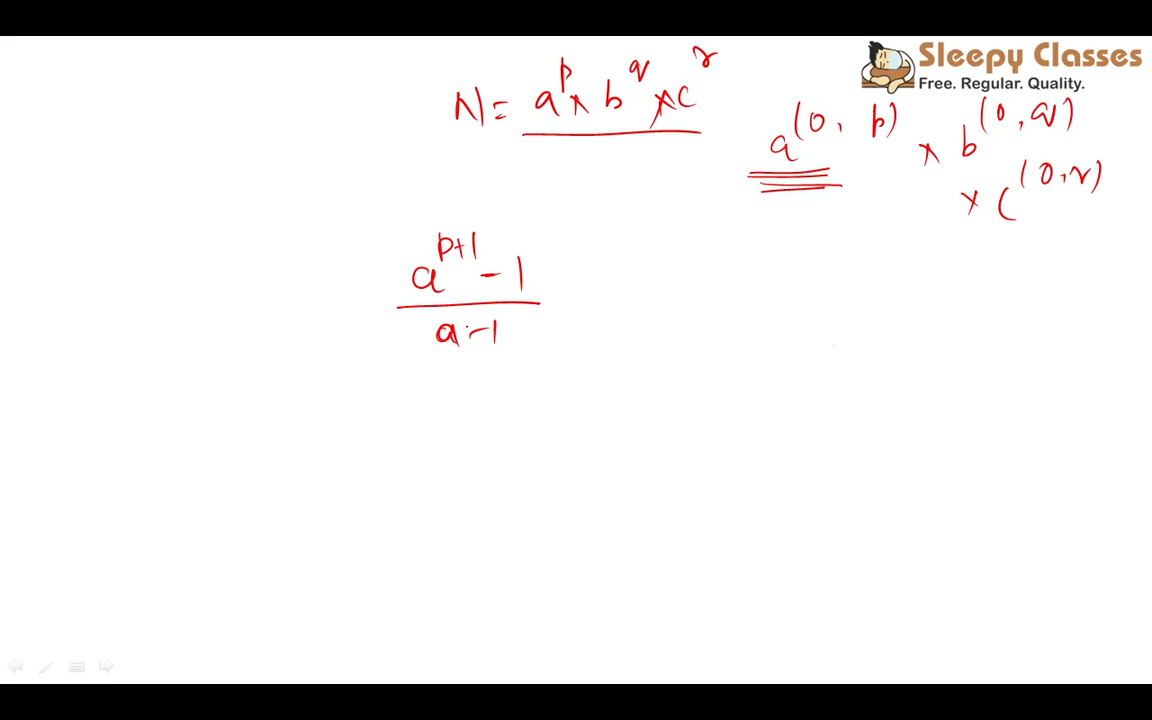 N = a^p × b^q × c^r
Sleepy Classes
Free. Regular. Quality.
a^(0, p) × b^(0, q)
× c^(0, r)
a^p+1 - 1
a - 1